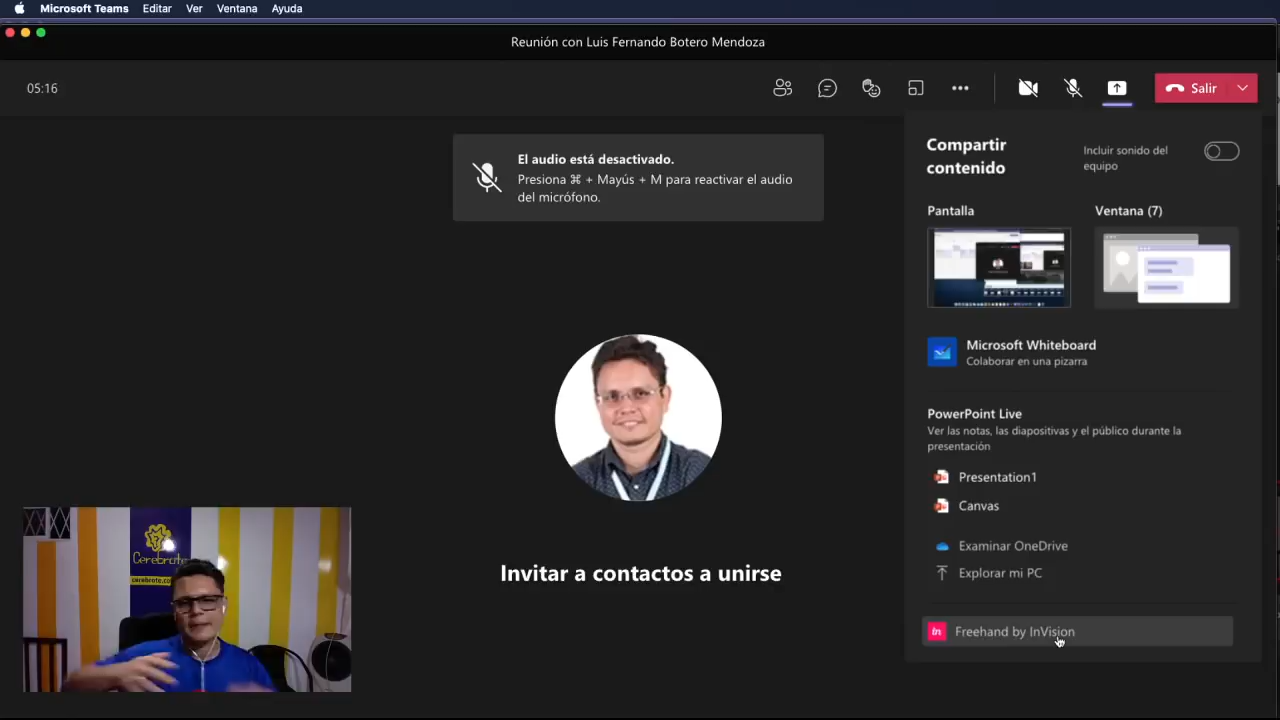 Microsoft Teams Editar Ver Ventana Ayuda
Reunión con Luis Fernando Botero Mendoza
05:16
Salir
El audio está desactivado.
Presiona ⌘ + Mayús + M para reactivar el audio
del micrófono.
Compartir
contenido
Incluir sonido del
equipo
Pantalla
Ventana (7)
Microsoft Whiteboard
Colaborar en una pizarra
PowerPoint Live
Ver las notas, las diapositivas y el público durante la
presentación
Presentation1
Canvas
Examinar OneDrive
Explorar mi PC
in Freehand by InVision
Invitar a contactos a unirse
Cerebrote